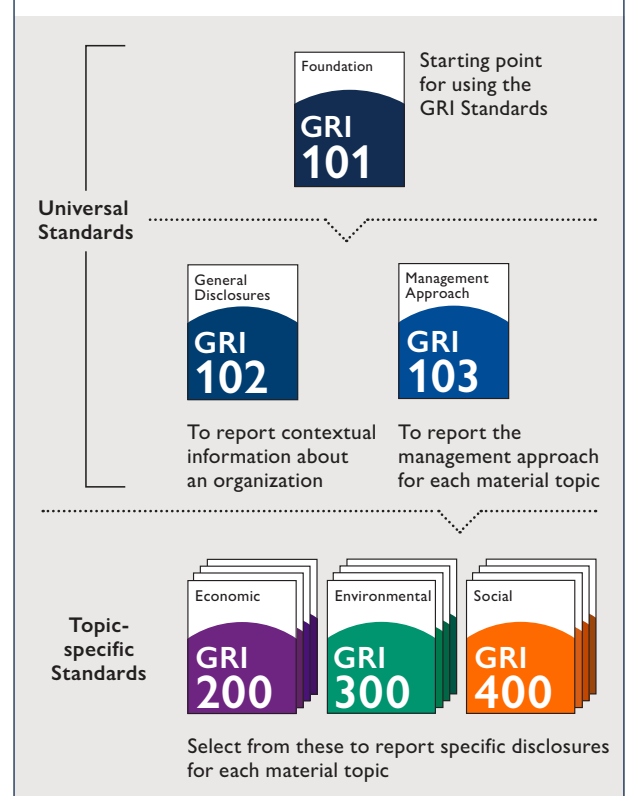 Foundation
GRI
101
Starting point
for using the
GRI Standards
Universal
Standards
General
Disclosures
GRI
102
Management
Approach
GRI
103
To report contextual
information about
an organization
To report the
management approach
for each material topic
Topic-
specific
Standards
Economic
GRI
200
Environmental
GRI
300
Social
GRI
400
Select from these to report specific disclosures
for each material topic